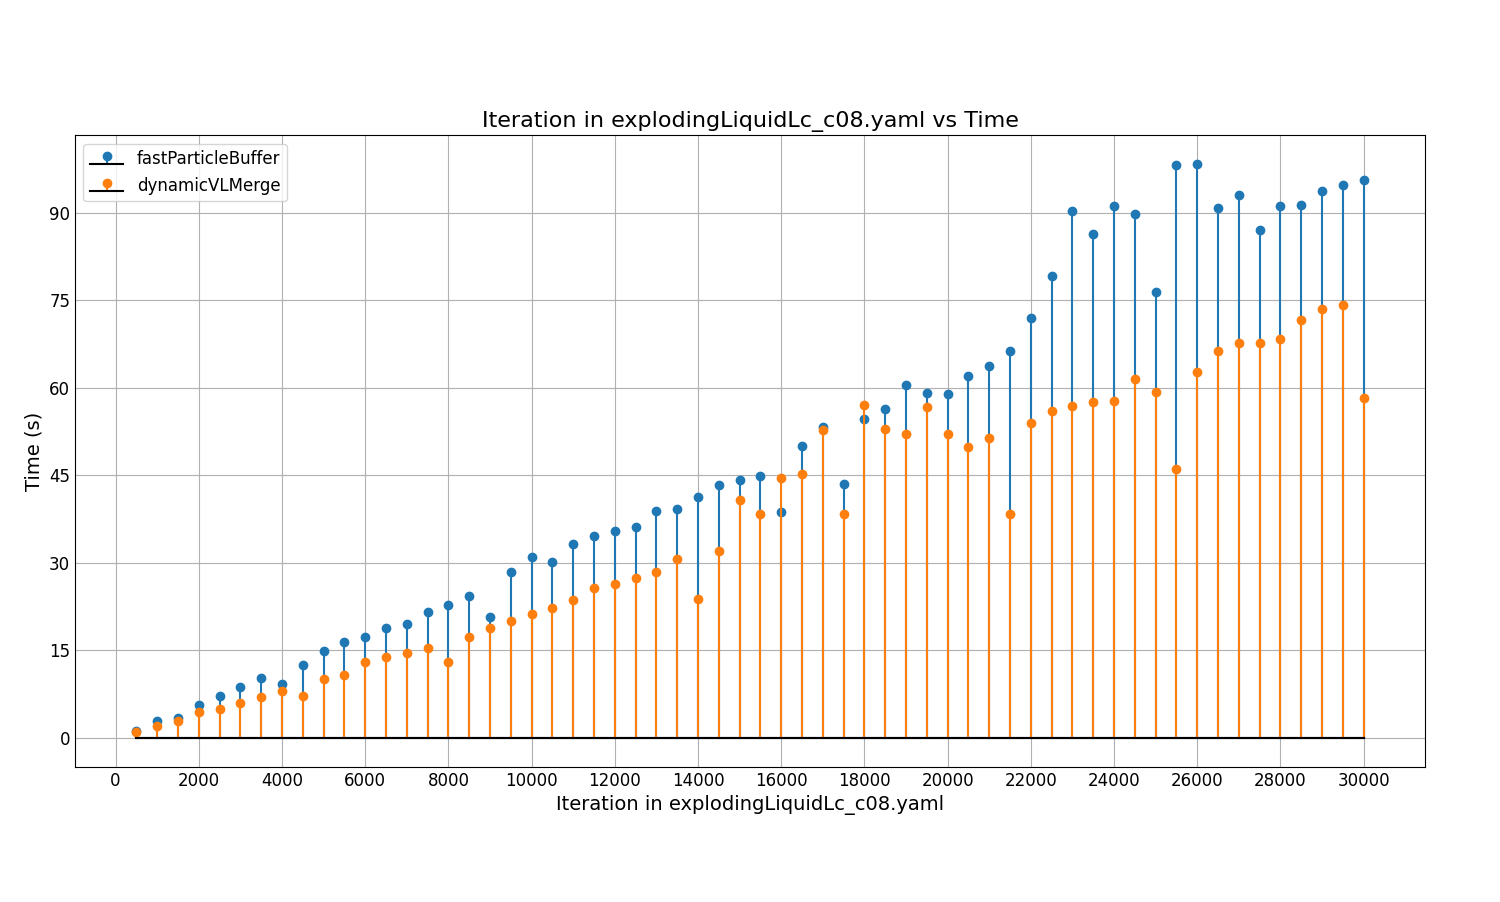 Iteration in explodingLiquidLc_c08.yaml vs Time
fastParticleBuffer
dynamicVLMerge
90
75
60
45
30
15
0
Time (s)
0 2000 4000 6000 8000 10000 12000 14000 16000 18000 20000 22000 24000 26000 28000 30000
Iteration in explodingLiquidLc_c08.yaml